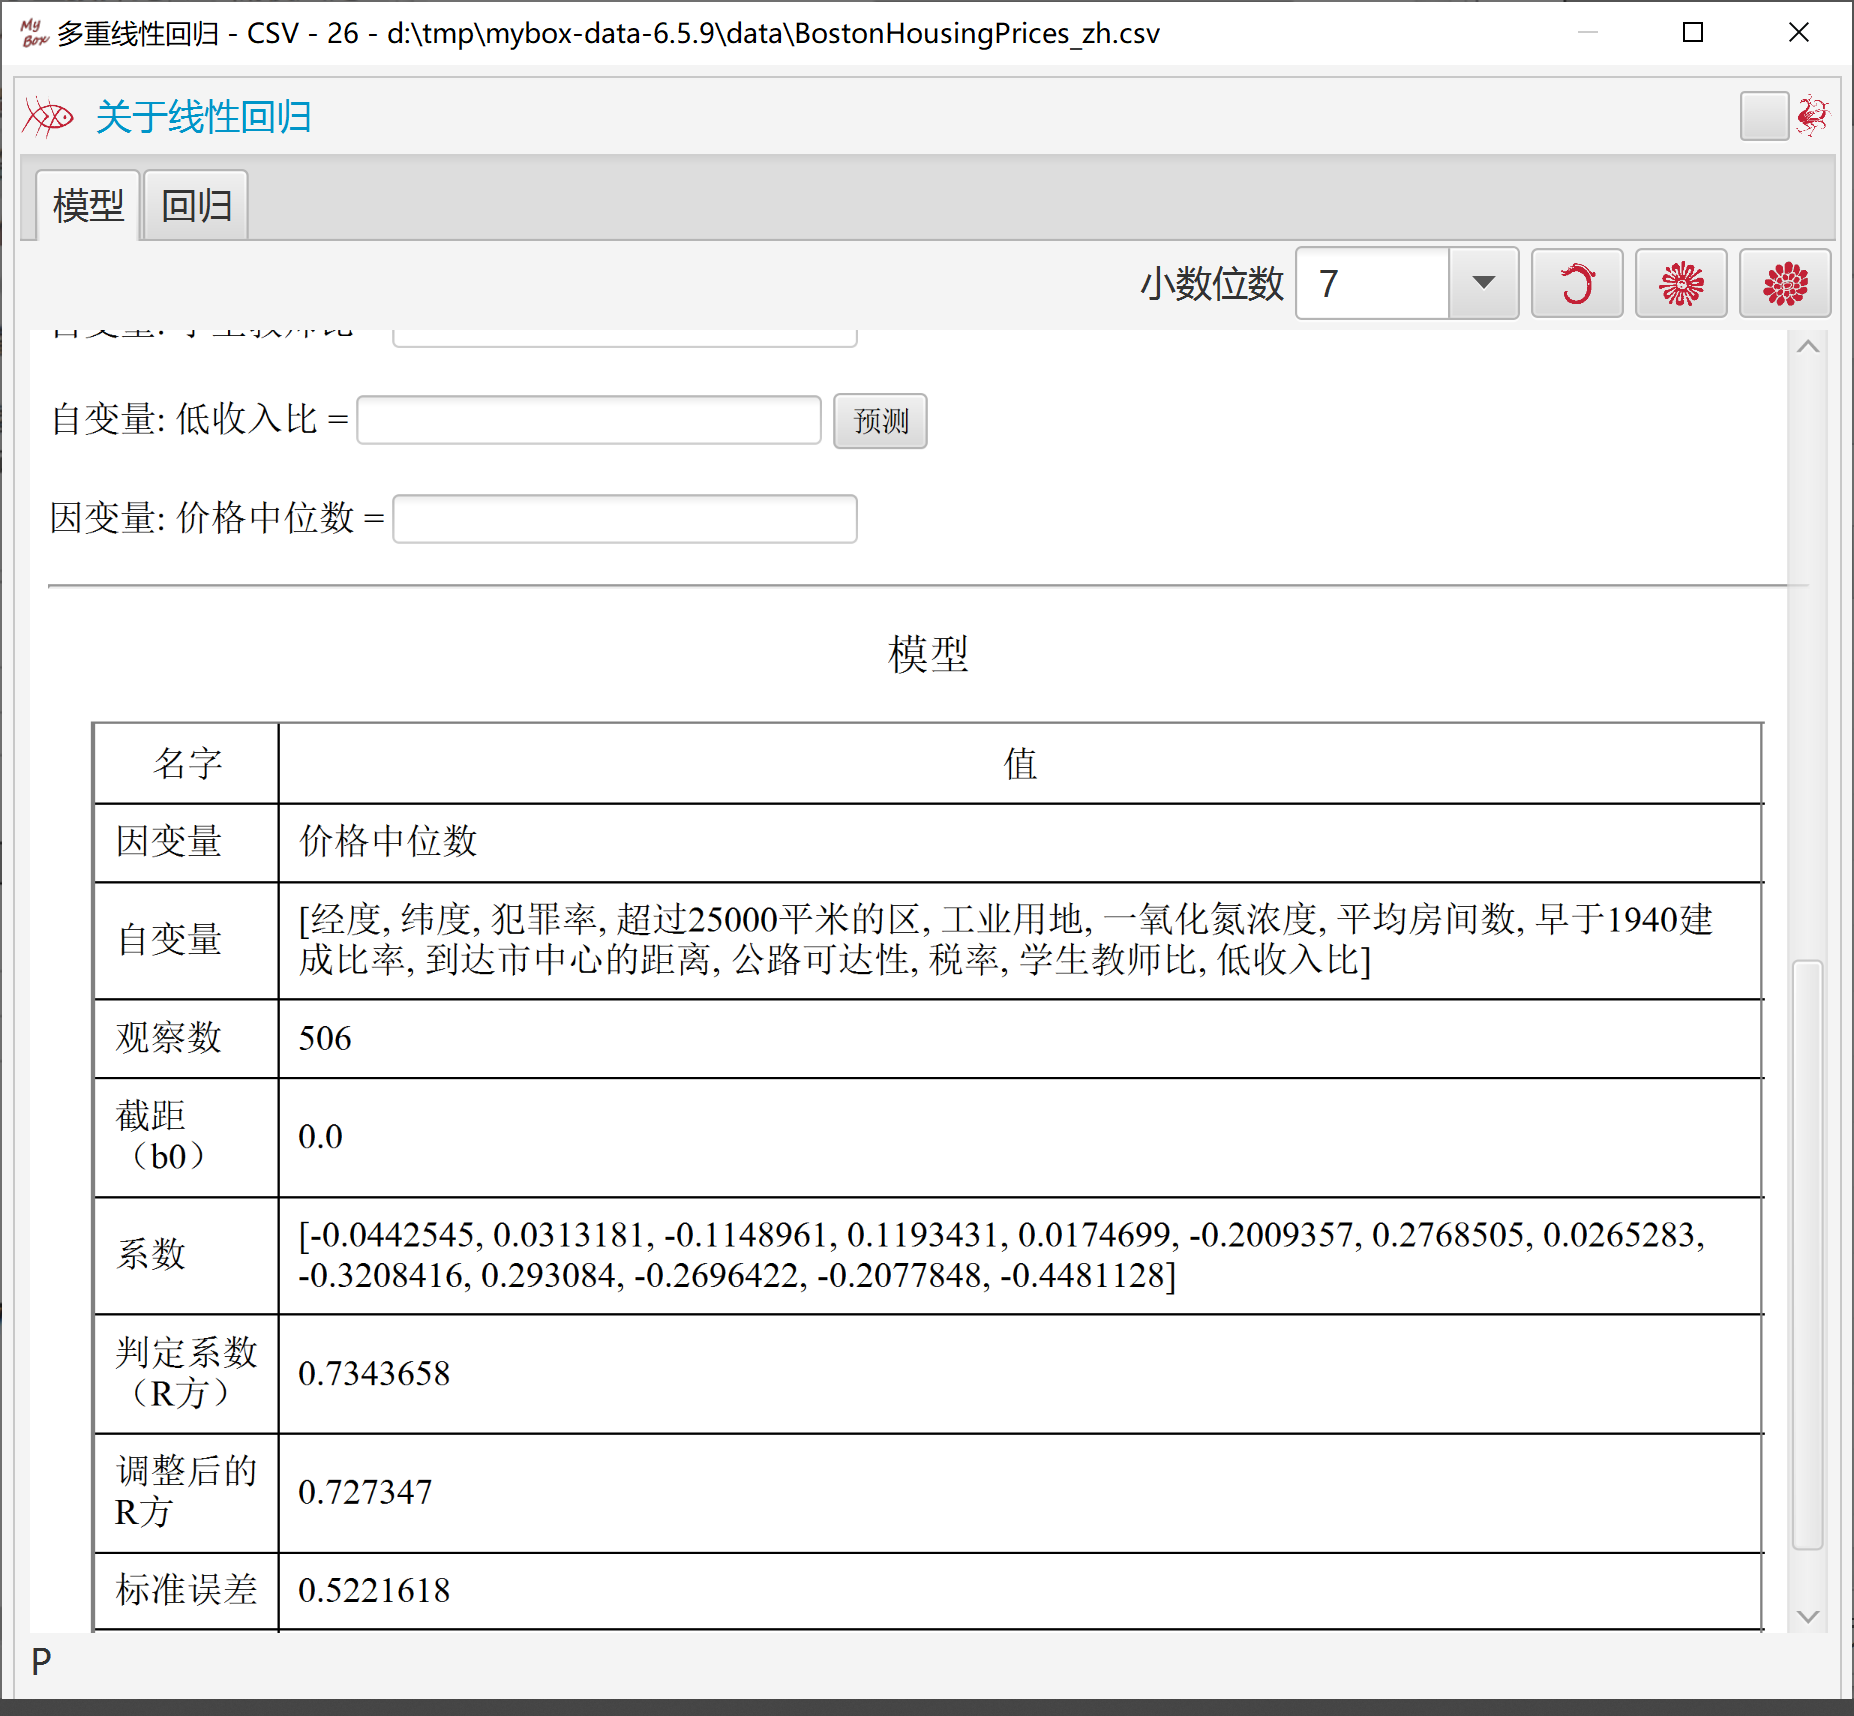 My Box 多重线性回归 - CSV - 26 - d:\tmp\mybox-data-6.5.9\data\BostonHousingPrices_zh.csv
关于线性回归
模型 回归
小数位数 7
自变量: 学生教师比
自变量: 低收入比 = 预测
因变量: 价格中位数 =
模型
名字 值
因变量 价格中位数
自变量 [经度, 纬度, 犯罪率, 超过25000平米的区, 工业用地, 一氧化氮浓度, 平均房间数, 早于1940建
成比率, 到达市中心的距离, 公路可达性, 税率, 学生教师比, 低收入比]
观察数 506
截距
（b0） 0.0
系数 [-0.0442545, 0.0313181, -0.1148961, 0.1193431, 0.0174699, -0.2009357, 0.2768505, 0.0265283,
-0.3208416, 0.293084, -0.2696422, -0.2077848, -0.4481128]
判定系数
（R方） 0.7343658
调整后的
R方 0.727347
标准误差 0.5221618
P